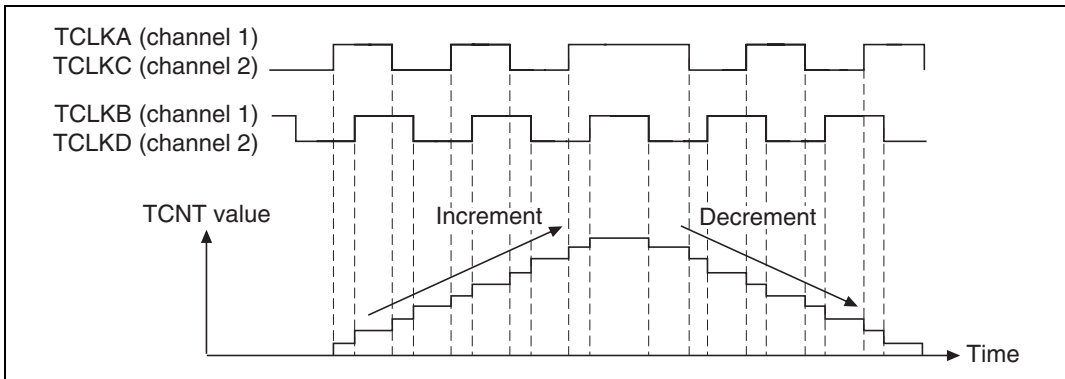 TCLKA (channel 1)
TCLKC (channel 2)
TCLKB (channel 1)
TCLKD (channel 2)
TCNT value
Increment
Decrement
Time